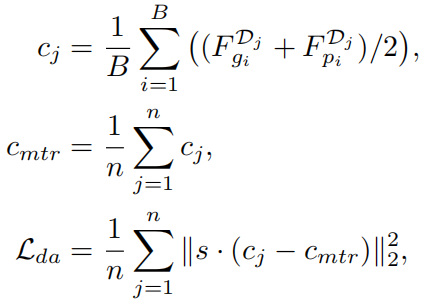 $c_j = \frac{1}{B} \sum_{i=1}^{B} \left( (F_{g_i}^{\mathcal{D}_j} + F_{p_i}^{\mathcal{D}_j})/2 \right),$
$c_{mtr} = \frac{1}{n} \sum_{j=1}^{n} c_j,$
$\mathcal{L}_{da} = \frac{1}{n} \sum_{j=1}^{n} \| s \cdot (c_j - c_{mtr}) \|_2^2,$